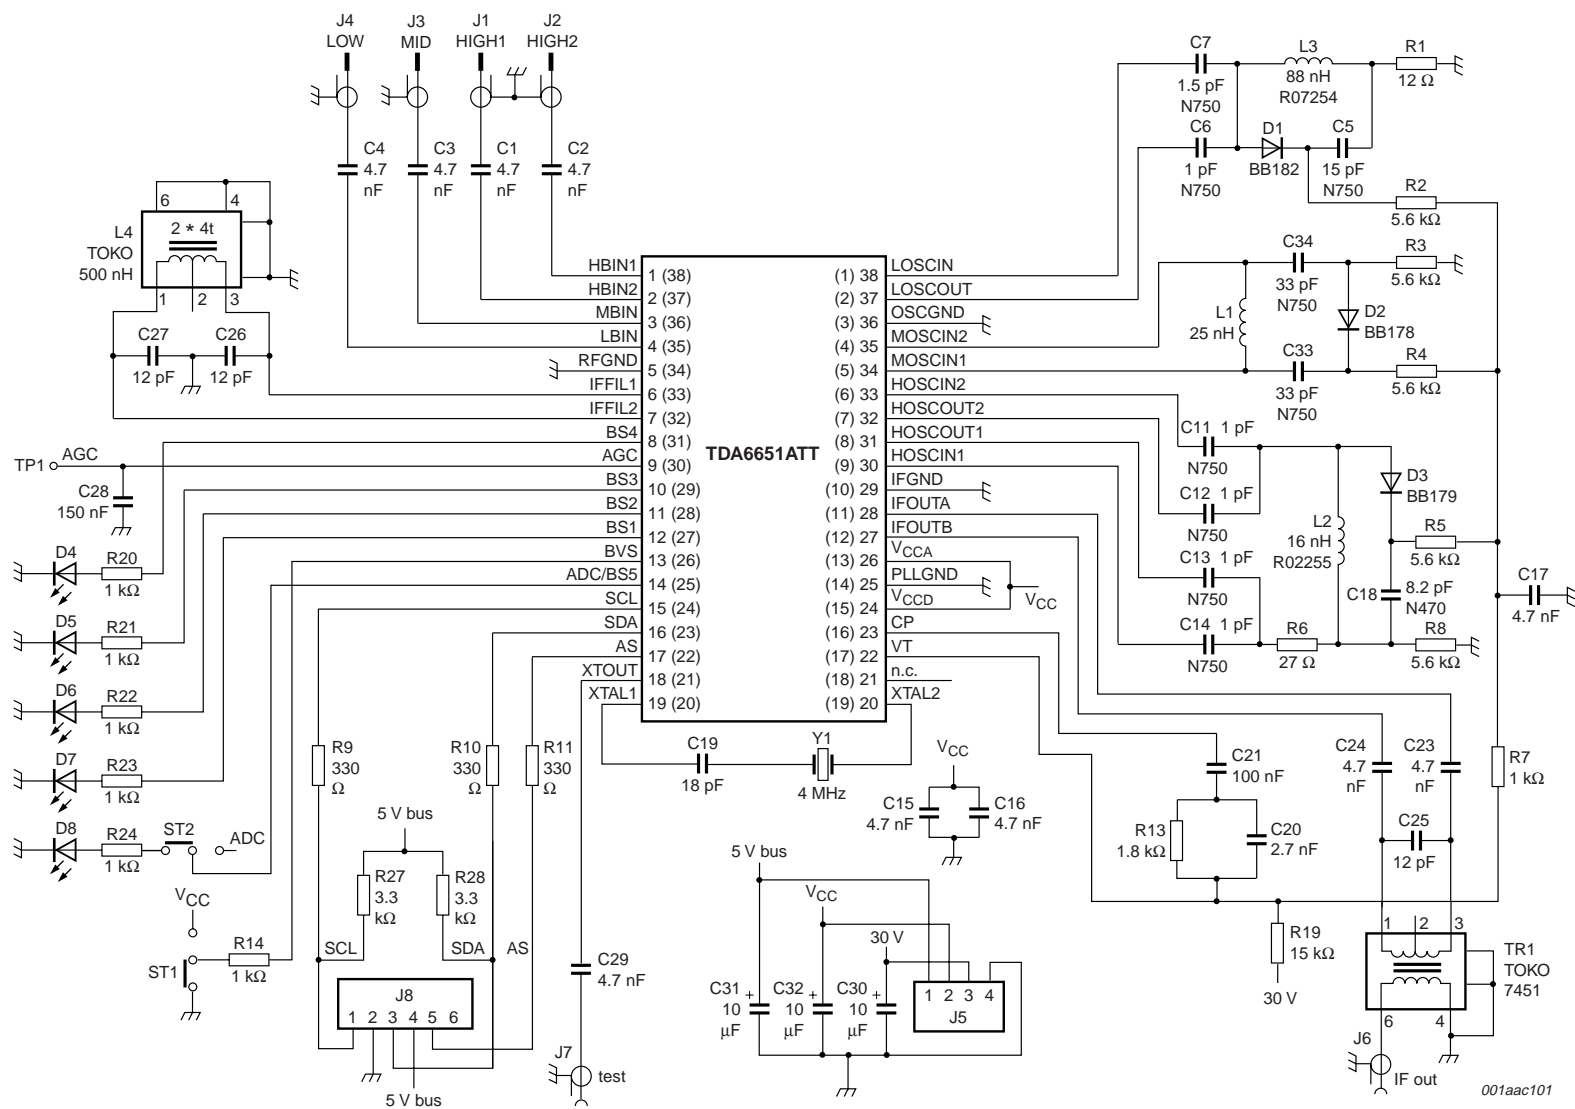 J4
LOW
J3
MID
J1
HIGH1
J2
HIGH2
C4
4.7
nF
C3
4.7
nF
C1
4.7
nF
C2
4.7
nF
C7
1.5 pF
N750
L3
88 nH
R07254
R1
12 Ω
C6
1 pF
N750
D1
BB182
C5
15 pF
N750
R2
5.6 kΩ
6
4
L4
TOKO
500 nH
2 * 4t
1
2
3
C27
12 pF
C26
12 pF
C34
33 pF
N750
R3
5.6 kΩ
L1
25 nH
D2
BB178
C33
33 pF
N750
R4
5.6 kΩ
TDA6651ATT
HBIN1
1 (38)
HBIN2
2 (37)
MBIN
3 (36)
LBIN
4 (35)
RFGND
5 (34)
IFFIL1
6 (33)
IFFIL2
7 (32)
BS4
8 (31)
AGC
9 (30)
BS3
10 (29)
BS2
11 (28)
BS1
12 (27)
BVS
13 (26)
ADC/BS5
14 (25)
SCL
15 (24)
SDA
16 (23)
AS
17 (22)
XTOUT
18 (21)
XTAL1
19 (20)
LOSCIN
(1) 38
LOSCOUT
(2) 37
OSCGND
(3) 36
MOSCIN2
(4) 35
MOSCIN1
(5) 34
HOSCIN2
(6) 33
HOSCOUT2
(7) 32
HOSCOUT1
(8) 31
HOSCIN1
(9) 30
IFGND
(10) 29
IFOUTA
(11) 28
IFOUTB
(12) 27
VCCA
(13) 26
PLLGND
(14) 25
VCCD
(15) 24
CP
(16) 23
VT
(17) 22
n.c.
(18) 21
XTAL2
(19) 20
VCC
TP1
AGC
C28
150 nF
D4
R20
1 kΩ
D5
R21
1 kΩ
D6
R22
1 kΩ
D7
R23
1 kΩ
D8
R24
1 kΩ
ST2
ADC
VCC
ST1
R14
1 kΩ
C11 1 pF
N750
C12 1 pF
N750
C13 1 pF
N750
C14 1 pF
N750
D3
BB179
L2
16 nH
R02255
R5
5.6 kΩ
C18
8.2 pF
N470
R6
27 Ω
R8
5.6 kΩ
C17
4.7 nF
R9
330
Ω
R10
330
Ω
R11
330
Ω
C19
18 pF
Y1
4 MHz
VCC
C15
4.7 nF
C16
4.7 nF
C21
100 nF
R13
1.8 kΩ
C20
2.7 nF
C24
4.7
nF
C23
4.7
nF
R7
1 kΩ
C25
12 pF
5 V bus
R27
3.3
kΩ
R28
3.3
kΩ
SCL
SDA
AS
J8
1 2 3 4 5 6
5 V bus
C29
4.7 nF
J7
test
5 V bus
VCC
30 V
C31
10
μF
+
C32
10
μF
+
C30
10
μF
+
1 2 3 4
J5
R19
15 kΩ
30 V
1
2
3
TR1
TOKO
7451
6
4
J6
IF out
001aac101